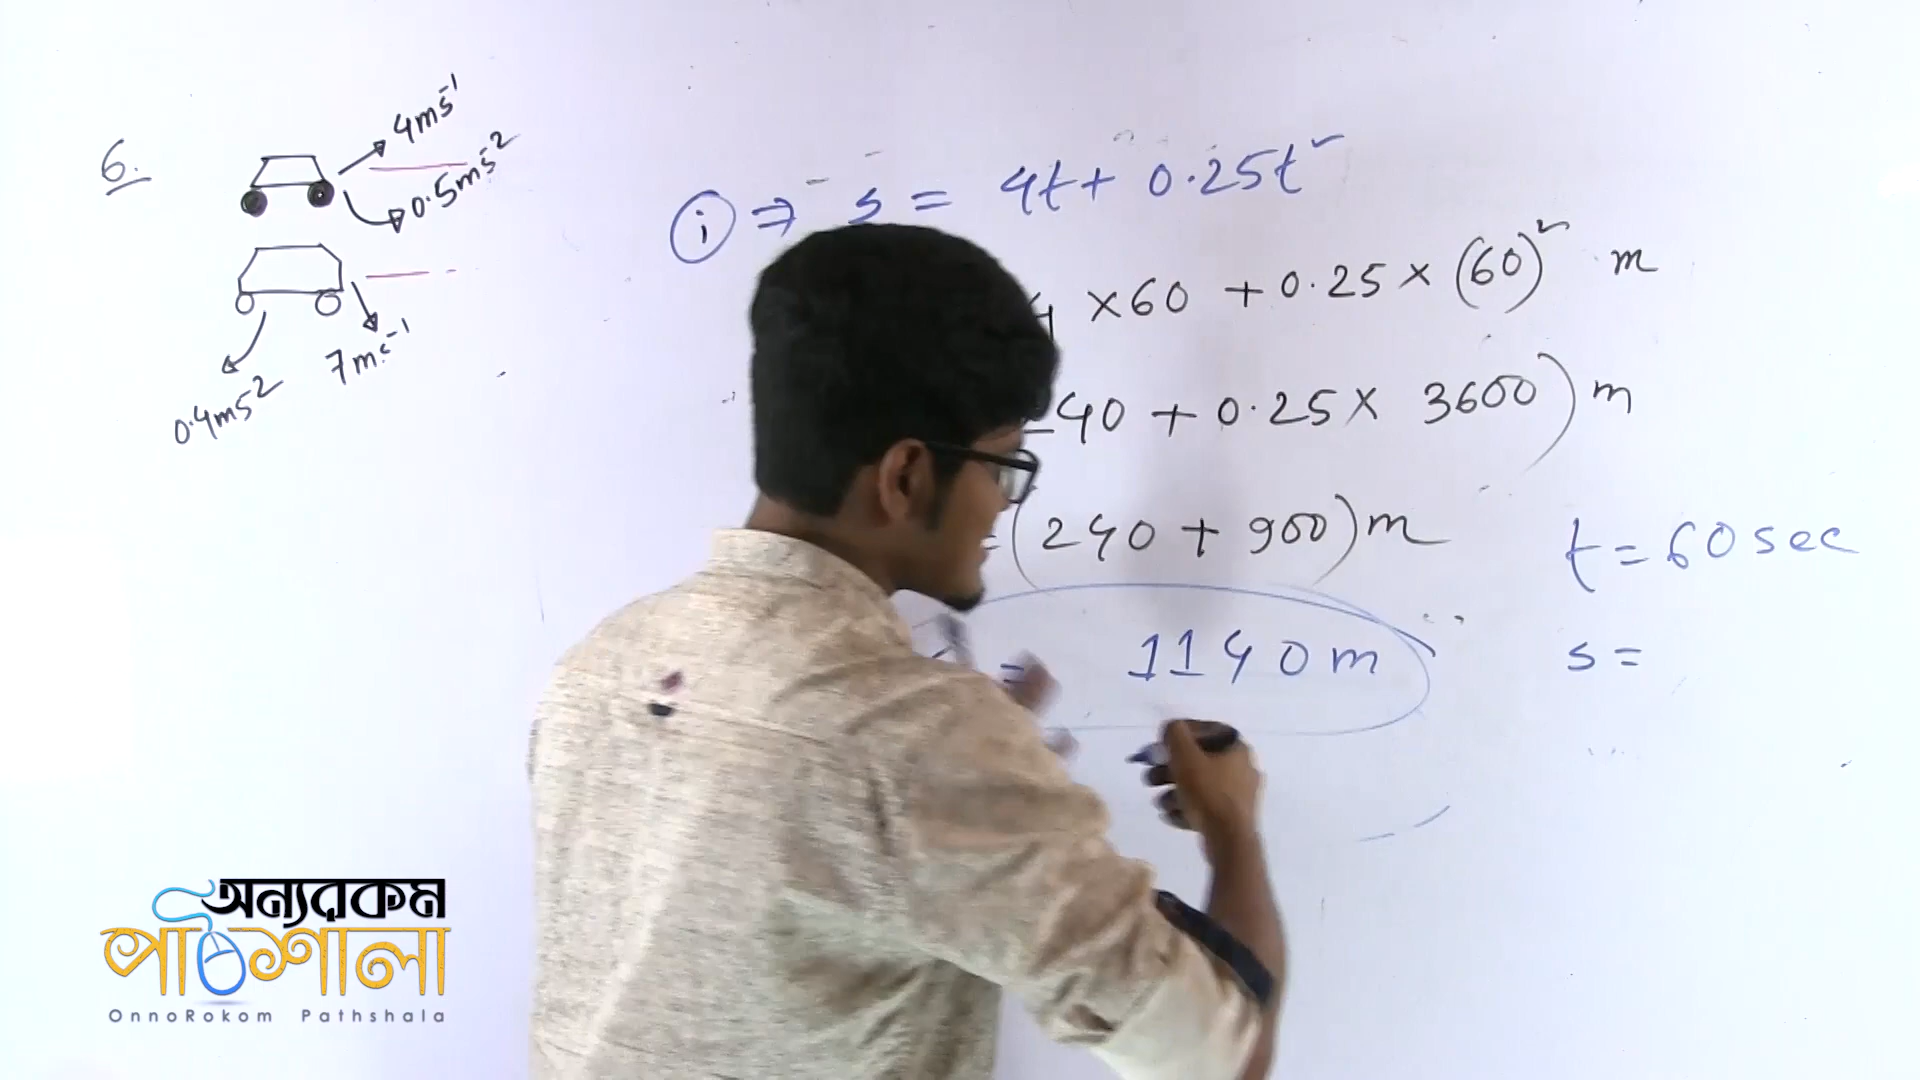 6.
4ms⁻¹
0.5ms⁻²
7ms⁻¹
0.4ms⁻²
i ⇒ s = 4t + 0.25t²
4 × 60 + 0.25 × (60)² m
40 + 0.25 × 3600) m
= (240 + 900) m
= 1140 m
t = 60 sec
s =
অন্যরকম
পাঠশালা
OnnoRokom Pathshala